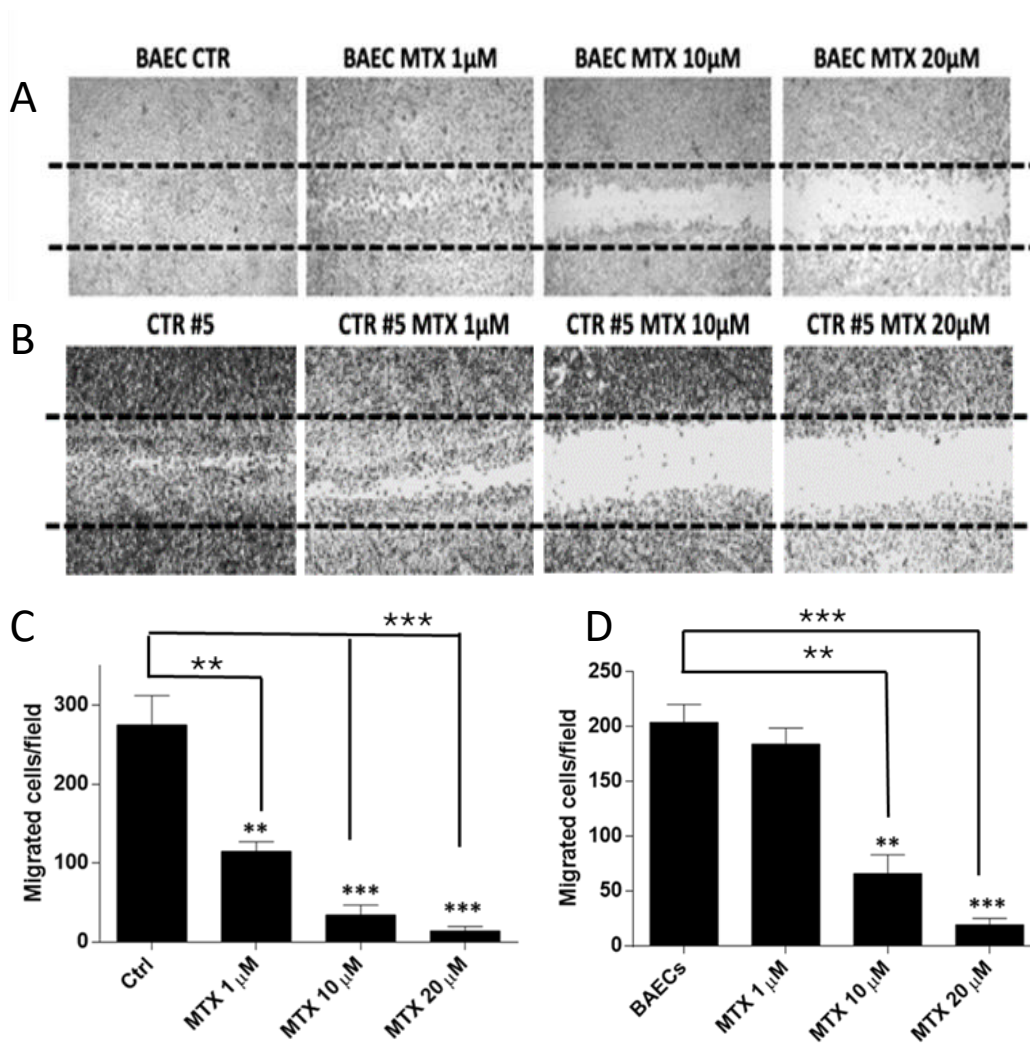 A
BAEC CTR
BAEC MTX 1μM
BAEC MTX 10μM
BAEC MTX 20μM
B
CTR #5
CTR #5 MTX 1μM
CTR #5 MTX 10μM
CTR #5 MTX 20μM
C
***
**
Migrated cells/field
300
200
100
0
**
***
***
Ctrl
MTX 1 μM
MTX 10 μM
MTX 20 μM
D
***
**
Migrated cells/field
250
200
150
100
50
0
**
***
BAECs
MTX 1 μM
MTX 10 μM
MTX 20 μM